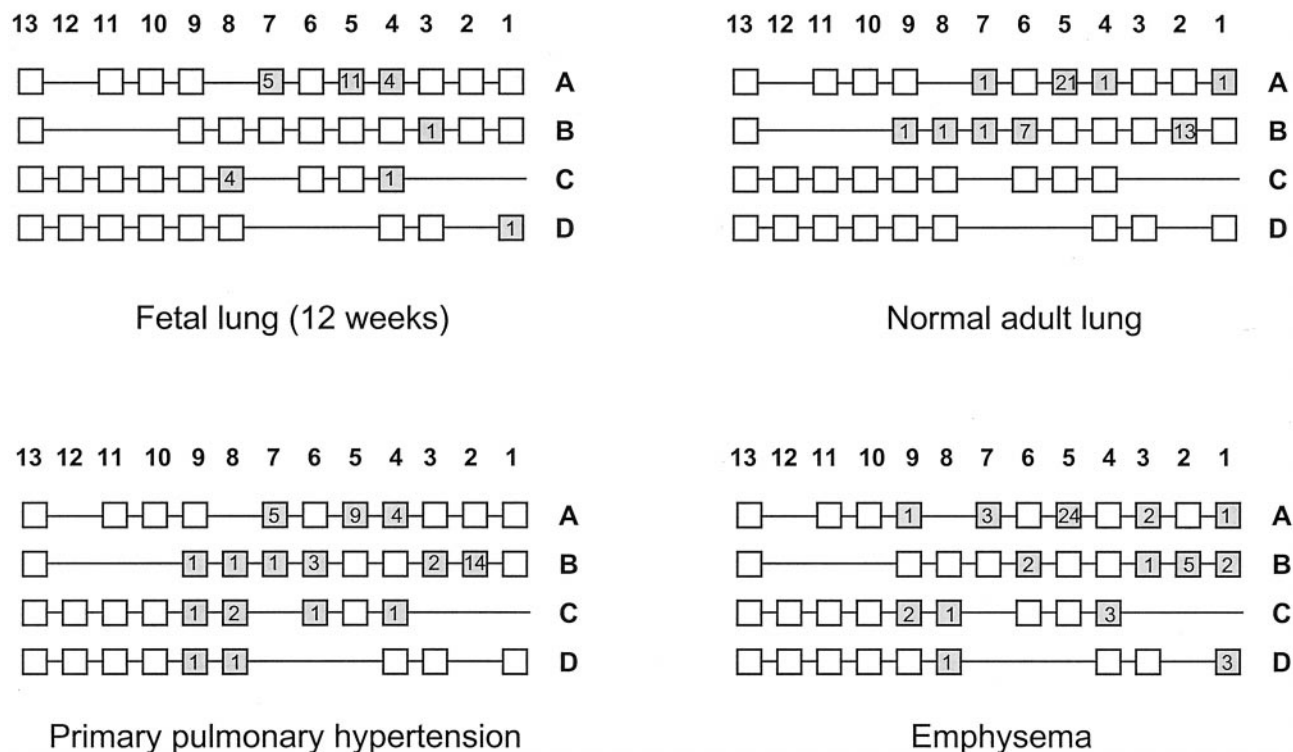 13 12 11 10 9 8 7 6 5 4 3 2 1
5 11 4 A
1 B
4 1 C
1 D
Fetal lung (12 weeks)
13 12 11 10 9 8 7 6 5 4 3 2 1
1 21 1 1 A
1 1 1 7 13 B
C
D
Normal adult lung
13 12 11 10 9 8 7 6 5 4 3 2 1
5 9 4 A
1 1 1 3 2 14 B
1 2 1 1 C
1 1 D
Primary pulmonary hypertension
13 12 11 10 9 8 7 6 5 4 3 2 1
1 3 24 2 1 A
2 1 5 2 B
2 1 3 C
1 3 D
Emphysema